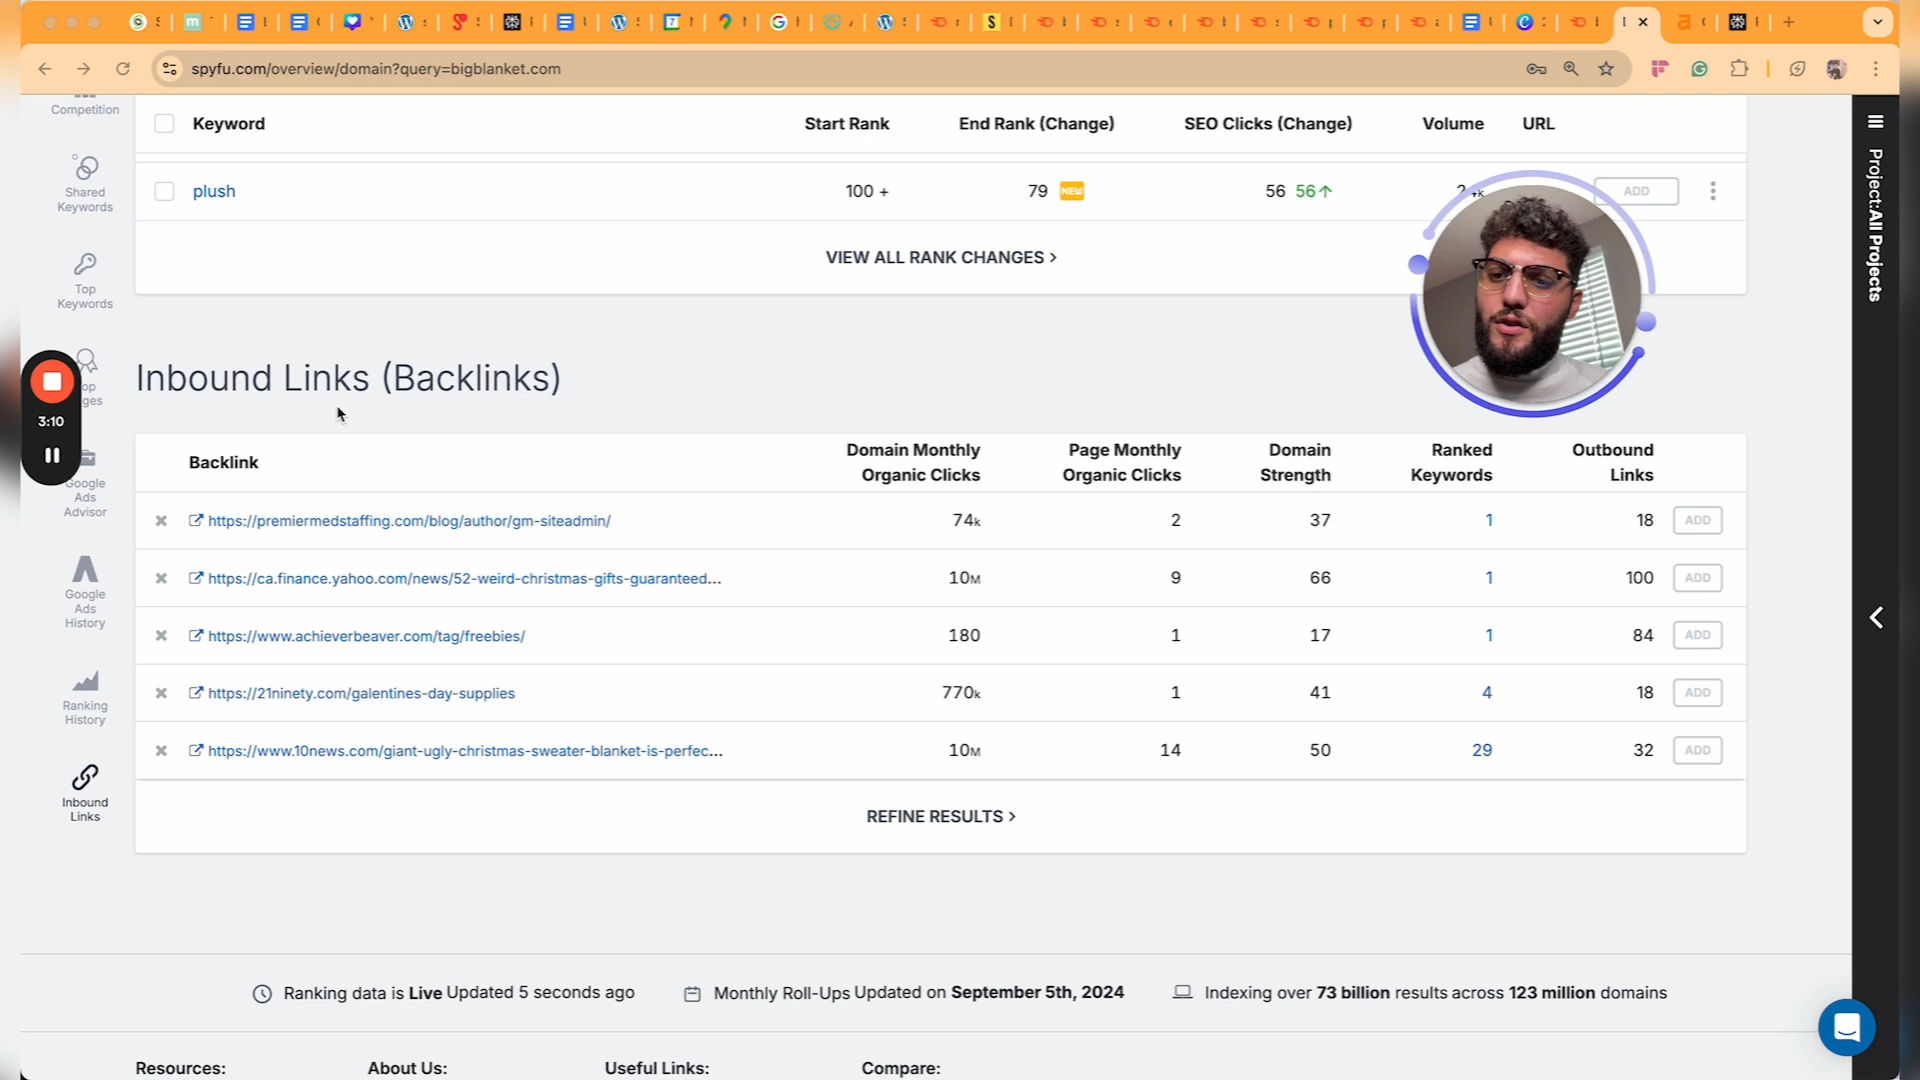 spyfu.com/overview/domain?query=bigblanket.com
Competition
Shared
Keywords
Top
Keywords
3:10
Google
Ads
Advisor
Google
Ads
History
Ranking
History
Inbound
Links
Keyword Start Rank End Rank (Change) SEO Clicks (Change) Volume URL
plush 100 + 79 NEW 56 56↑ ADD
VIEW ALL RANK CHANGES >
Inbound Links (Backlinks)
Backlink Domain Monthly Organic Clicks Page Monthly Organic Clicks Domain Strength Ranked Keywords Outbound Links
https://premiermedstaffing.com/blog/author/gm-siteadmin/ 74k 2 37 1 18 ADD
https://ca.finance.yahoo.com/news/52-weird-christmas-gifts-guaranteed... 10M 9 66 1 100 ADD
https://www.achieverbeaver.com/tag/freebies/ 180 1 17 1 84 ADD
https://21ninety.com/galentines-day-supplies 770k 1 41 4 18 ADD
https://www.10news.com/giant-ugly-christmas-sweater-blanket-is-perfec... 10M 14 50 29 32 ADD
REFINE RESULTS >
Project:All Projects
Ranking data is Live Updated 5 seconds ago
Monthly Roll-Ups Updated on September 5th, 2024
Indexing over 73 billion results across 123 million domains
Resources: About Us: Useful Links: Compare: